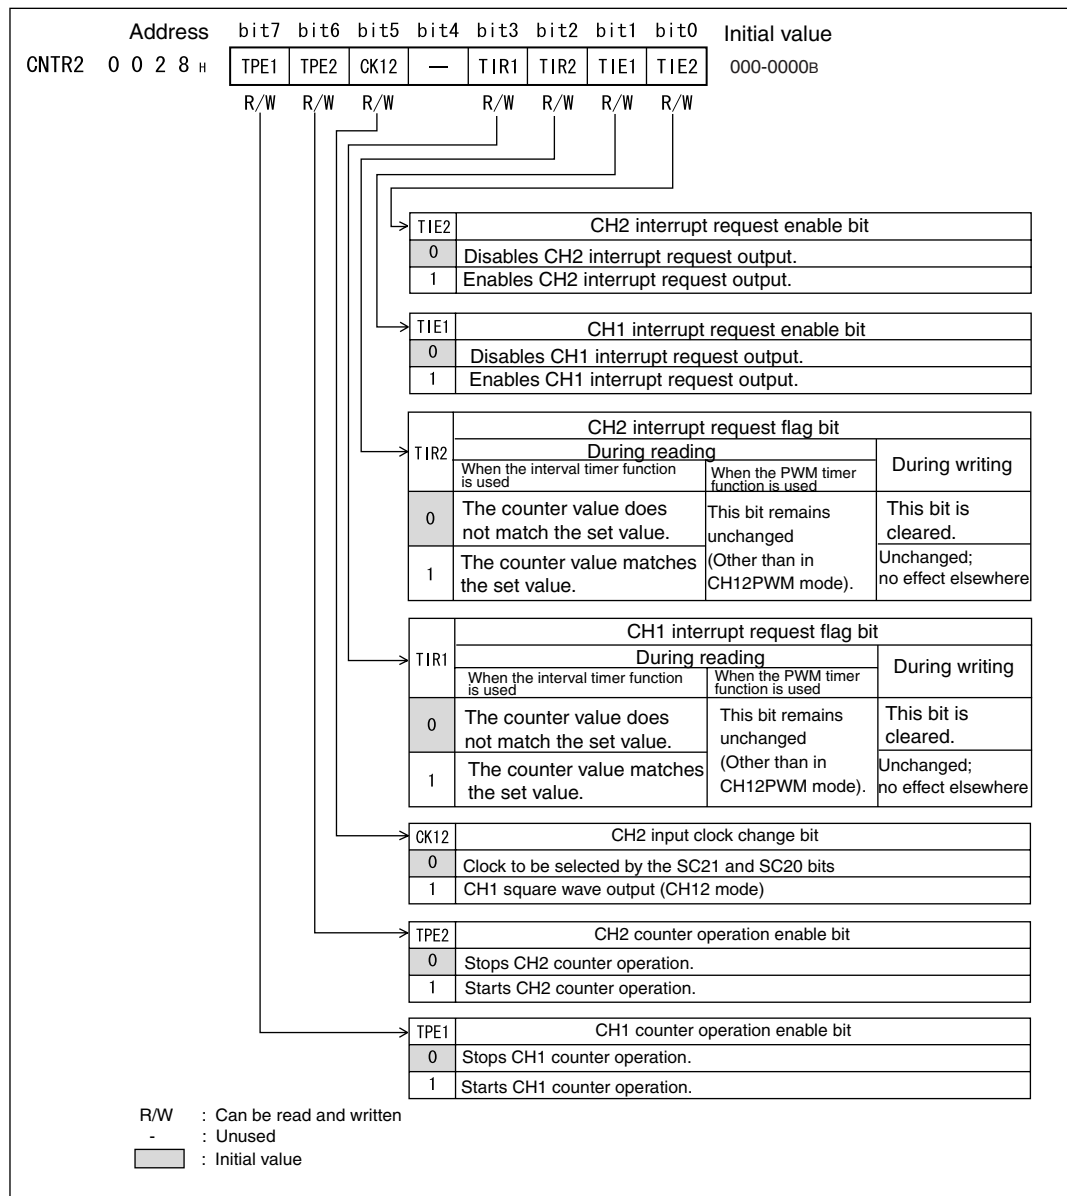 Address bit7 bit6 bit5 bit4 bit3 bit2 bit1 bit0 Initial value
CNTR2 0 0 2 8 H TPE1 TPE2 CK12 — TIR1 TIR2 TIE1 TIE2 000-0000B
R/W R/W R/W R/W R/W R/W R/W
TIE2 CH2 interrupt request enable bit
0 Disables CH2 interrupt request output.
1 Enables CH2 interrupt request output.
TIE1 CH1 interrupt request enable bit
0 Disables CH1 interrupt request output.
1 Enables CH1 interrupt request output.
TIR2 CH2 interrupt request flag bit
During reading During writing
When the interval timer function
is used
When the PWM timer
function is used
0 The counter value does
not match the set value.
1 The counter value matches
the set value.
This bit remains
unchanged
(Other than in
CH12PWM mode).
This bit is
cleared.
Unchanged;
no effect elsewhere
TIR1 CH1 interrupt request flag bit
During reading During writing
When the interval timer function
is used
When the PWM timer
function is used
0 The counter value does
not match the set value.
1 The counter value matches
the set value.
This bit remains
unchanged
(Other than in
CH12PWM mode).
This bit is
cleared.
Unchanged;
no effect elsewhere
CK12 CH2 input clock change bit
0 Clock to be selected by the SC21 and SC20 bits
1 CH1 square wave output (CH12 mode)
TPE2 CH2 counter operation enable bit
0 Stops CH2 counter operation.
1 Starts CH2 counter operation.
TPE1 CH1 counter operation enable bit
0 Stops CH1 counter operation.
1 Starts CH1 counter operation.
R/W : Can be read and written
- : Unused
: Initial value